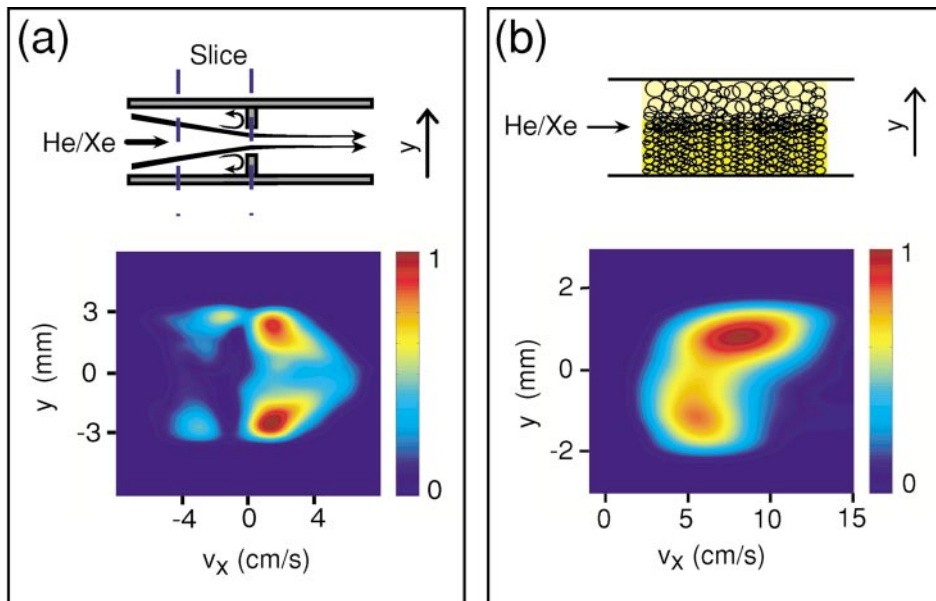 (a)
Slice
He/Xe
y
1
3
0
-3
y (mm)
0
-4 0 4
vX (cm/s)
(b)
He/Xe
y
1
2
0
-2
y (mm)
0
0 5 10 15
vX (cm/s)